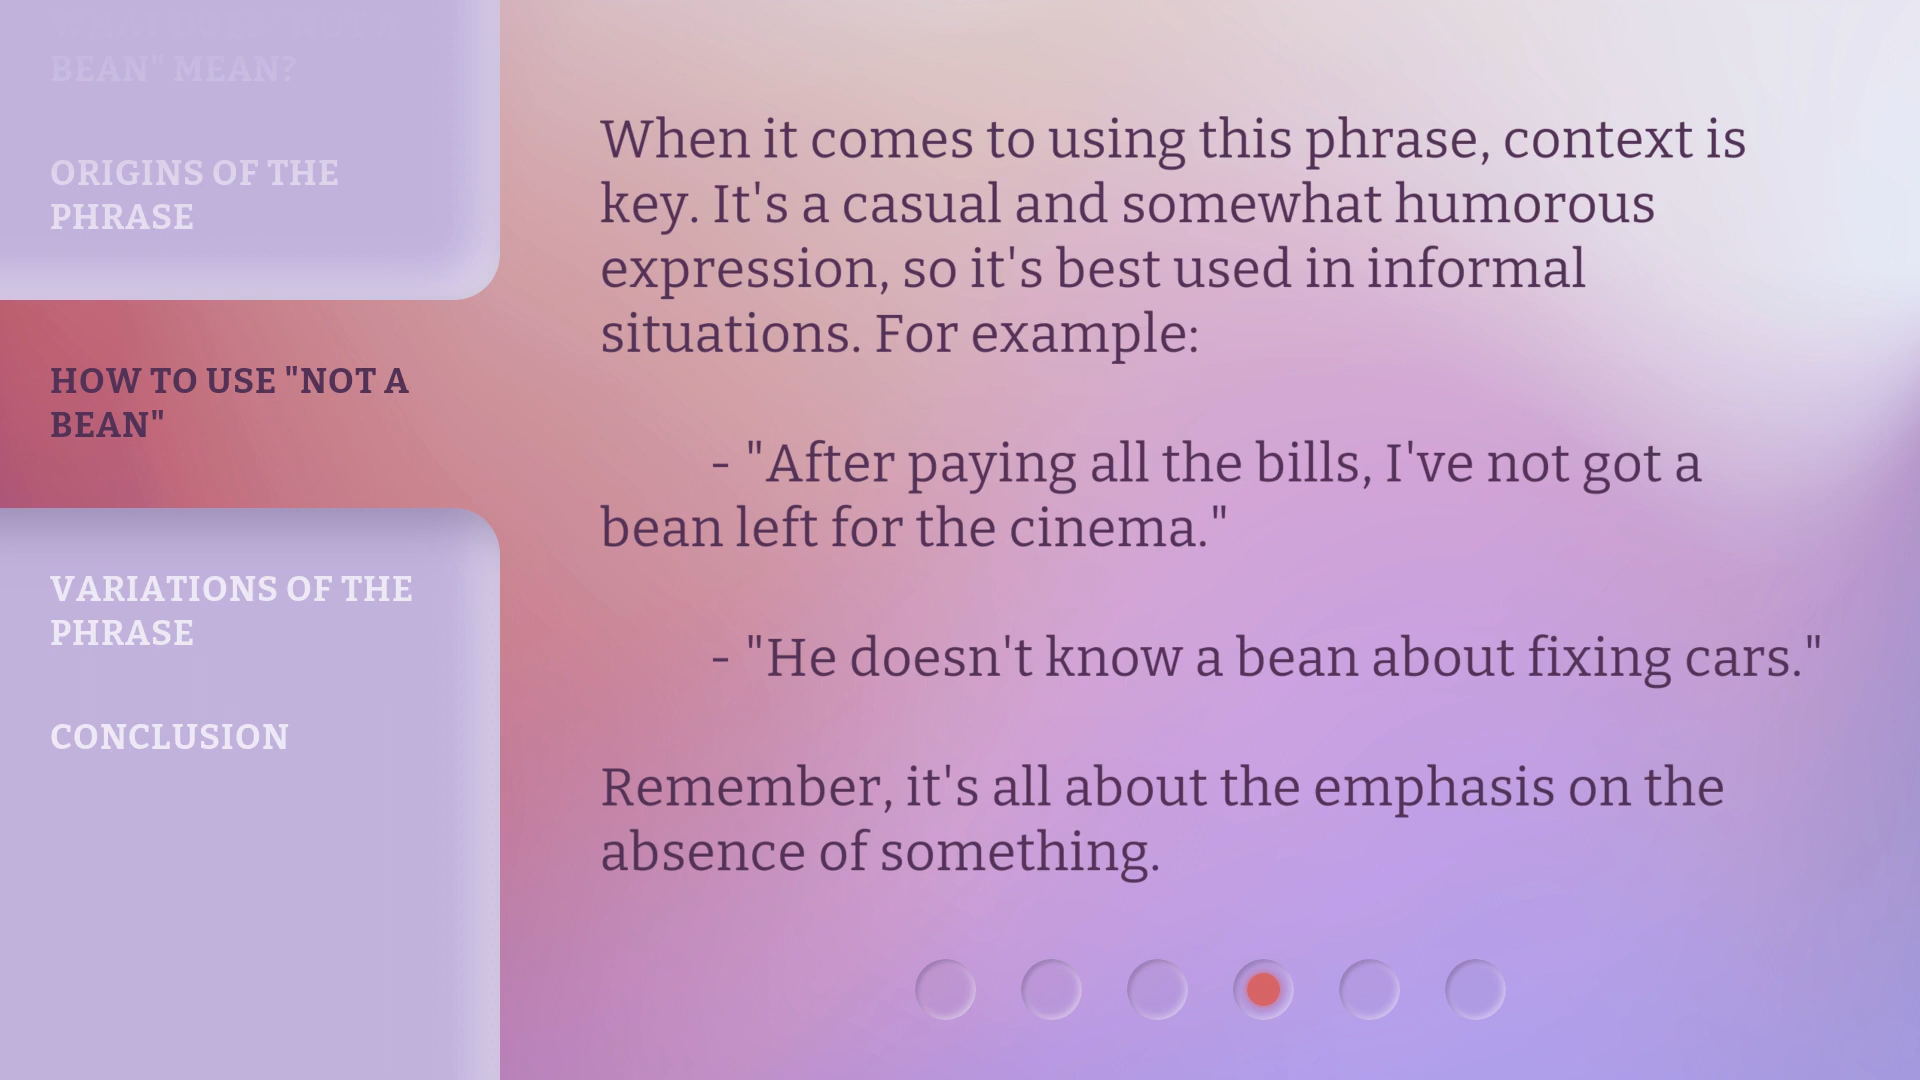 WHAT DOES "NOT A
BEAN" MEAN?
ORIGINS OF THE
PHRASE
HOW TO USE "NOT A
BEAN"
VARIATIONS OF THE
PHRASE
CONCLUSION
When it comes to using this phrase, context is
key. It's a casual and somewhat humorous
expression, so it's best used in informal
situations. For example:
- "After paying all the bills, I've not got a
bean left for the cinema."
- "He doesn't know a bean about fixing cars."
Remember, it's all about the emphasis on the
absence of something.